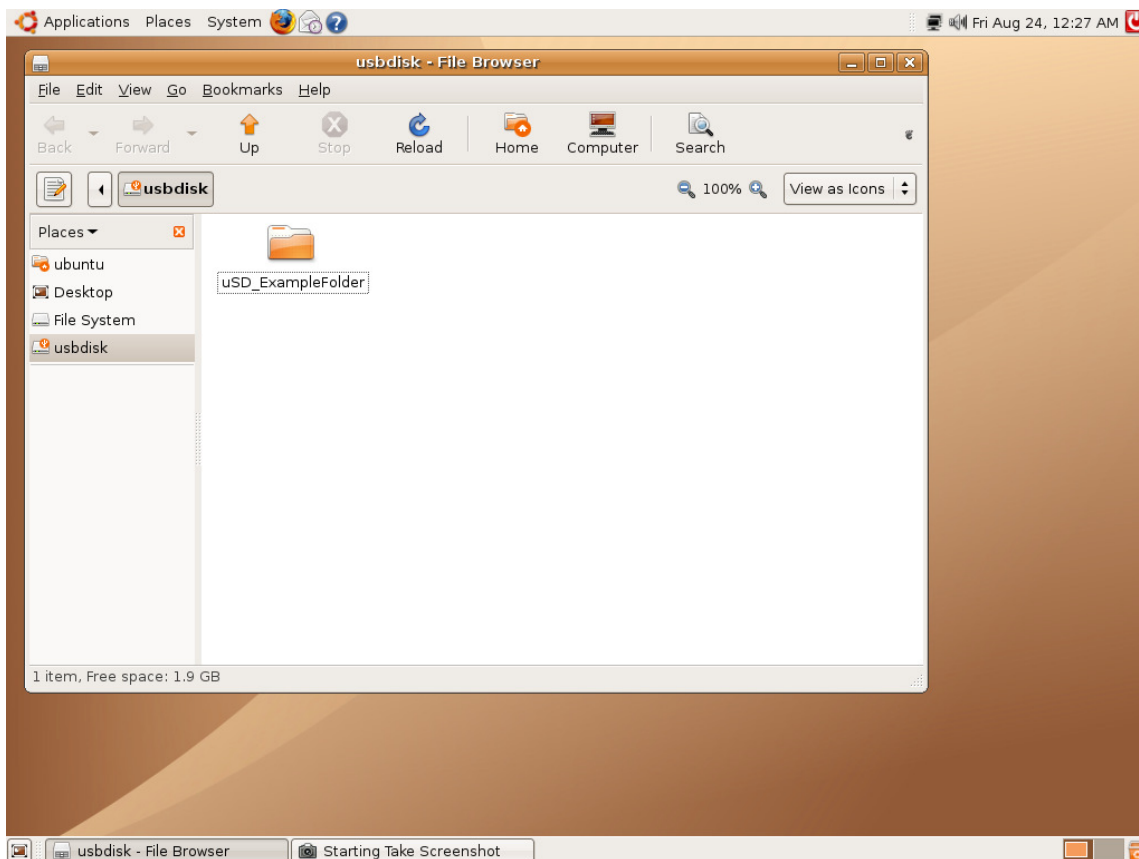 Applications Places System Fri Aug 24, 12:27 AM
usbdisk - File Browser
File Edit View Go Bookmarks Help
Back Forward Up Stop Reload Home Computer Search
usbdisk 100% View as Icons
Places
ubuntu
Desktop
File System
usbdisk
uSD_ExampleFolder
1 item, Free space: 1.9 GB
usbdisk - File Browser Starting Take Screenshot